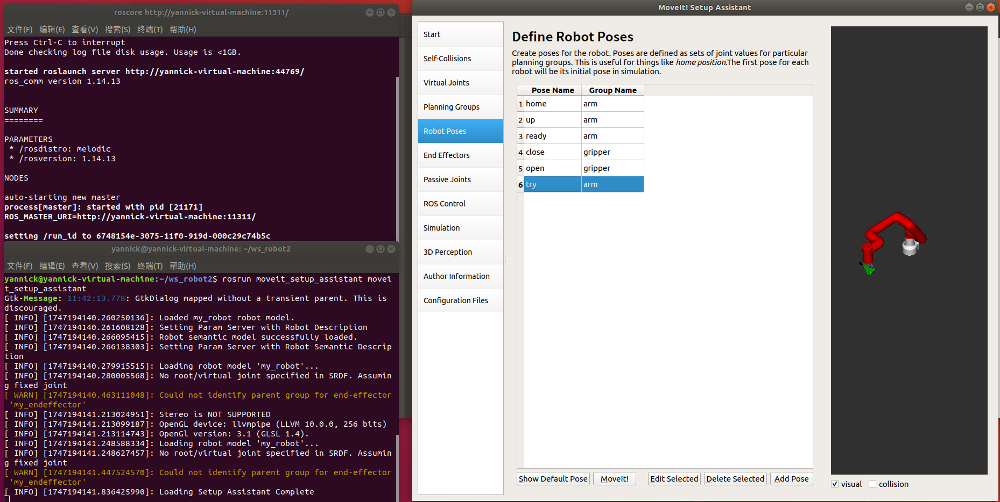 roscore http://yannick-virtual-machine:11311/
文件(F) 编辑(E) 查看(V) 搜索(S) 终端(T) 帮助(H)
Press Ctrl-C to interrupt
Done checking log file disk usage. Usage is <1GB.
started roslaunch server http://yannick-virtual-machine:44769/
ros_comm version 1.14.13
SUMMARY
========
PARAMETERS
* /rosdistro: melodic
* /rosversion: 1.14.13
NODES
auto-starting new master
process[master]: started with pid [21171]
ROS_MASTER_URI=http://yannick-virtual-machine:11311/
setting /run_id to 6748154e-3075-11f0-919d-000c29c74b5c
yannick@yannick-virtual-machine: ~/ws_robot2
文件(F) 编辑(E) 查看(V) 搜索(S) 终端(T) 帮助(H)
yannick@yannick-virtual-machine:~/ws_robot2$ rosrun moveit_setup_assistant movei
t_setup_assistant
Gtk-Message: 11:42:13.778: GtkDialog mapped without a transient parent. This is
discouraged.
[ INFO] [1747194140.260250136]: Loaded my_robot robot model.
[ INFO] [1747194140.261608128]: Setting Param Server with Robot Description
[ INFO] [1747194140.266095415]: Robot semantic model successfully loaded.
[ INFO] [1747194140.266138303]: Setting Param Server with Robot Semantic Descrip
tion
[ INFO] [1747194140.279915515]: Loading robot model 'my_robot'...
[ INFO] [1747194140.280005568]: No root/virtual joint specified in SRDF. Assumin
g fixed joint
[ WARN] [1747194140.463111048]: Could not identify parent group for end-effector
'my_endeffector'
[ INFO] [1747194141.213024951]: Stereo is NOT SUPPORTED
[ INFO] [1747194141.213099187]: OpenGL device: llvmpipe (LLVM 10.0.0, 256 bits)
[ INFO] [1747194141.213114743]: OpenGl version: 3.1 (GLSL 1.4).
[ INFO] [1747194141.248588334]: Loading robot model 'my_robot'...
[ INFO] [1747194141.248627457]: No root/virtual joint specified in SRDF. Assumin
g fixed joint
[ WARN] [1747194141.447524570]: Could not identify parent group for end-effector
'my_endeffector'
[ INFO] [1747194141.836425990]: Loading Setup Assistant Complete
MoveIt! Setup Assistant
Start
Self-Collisions
Virtual Joints
Planning Groups
Robot Poses
End Effectors
Passive Joints
ROS Control
Simulation
3D Perception
Author Information
Configuration Files
Define Robot Poses
Create poses for the robot. Poses are defined as sets of joint values for particular
planning groups. This is useful for things like home position.The first pose for each
robot will be its initial pose in simulation.
Pose Name Group Name
1 home arm
2 up arm
3 ready arm
4 close gripper
5 open gripper
6 try arm
Show Default Pose MoveIt! Edit Selected Delete Selected Add Pose
visual collision